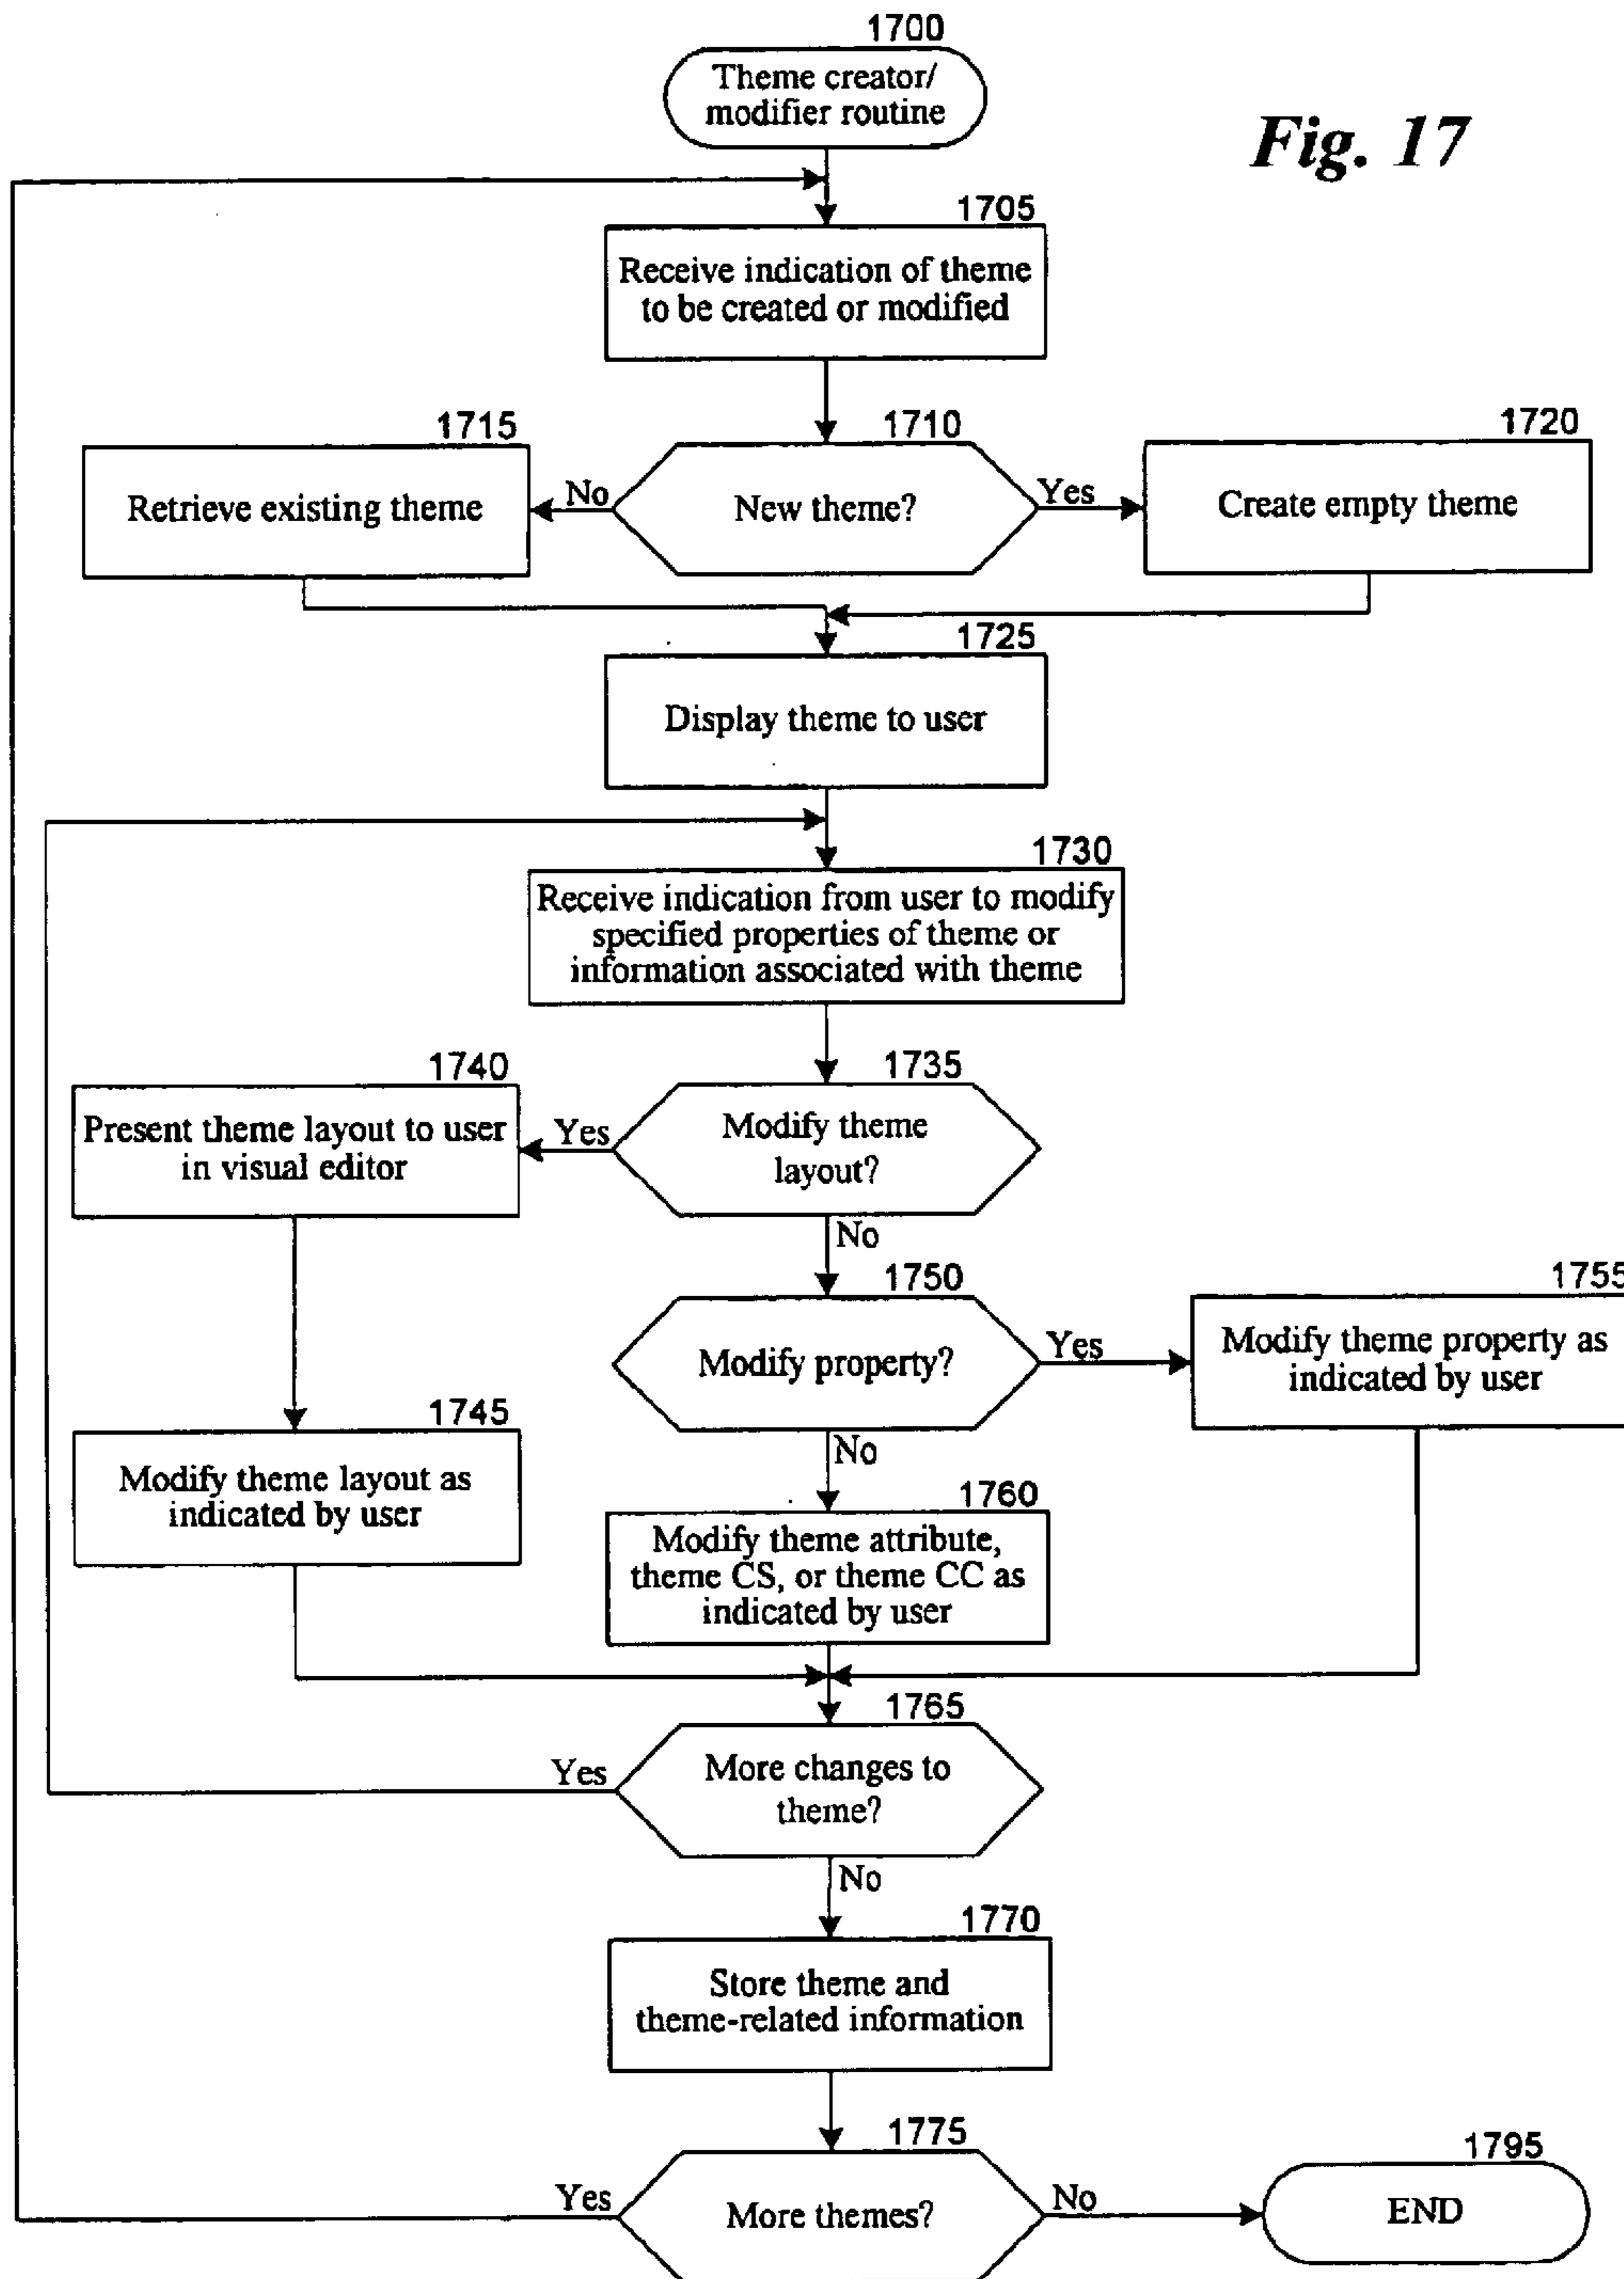 1700
Theme creator/
modifier routine
Fig. 17
1705
Receive indication of theme
to be created or modified
1715
1710
1720
Retrieve existing theme
No
New theme?
Yes
Create empty theme
1725
Display theme to user
1730
Receive indication from user to modify
specified properties of theme or
information associated with theme
1740
1735
Present theme layout to user
in visual editor
Yes
Modify theme
layout?
No
1750
1755
Modify property?
Yes
Modify theme property as
indicated by user
1745
No
Modify theme layout as
indicated by user
1760
Modify theme attribute,
theme CS, or theme CC as
indicated by user
1765
Yes
More changes to
theme?
No
1770
Store theme and
theme-related information
1775
1795
Yes
More themes?
No
END